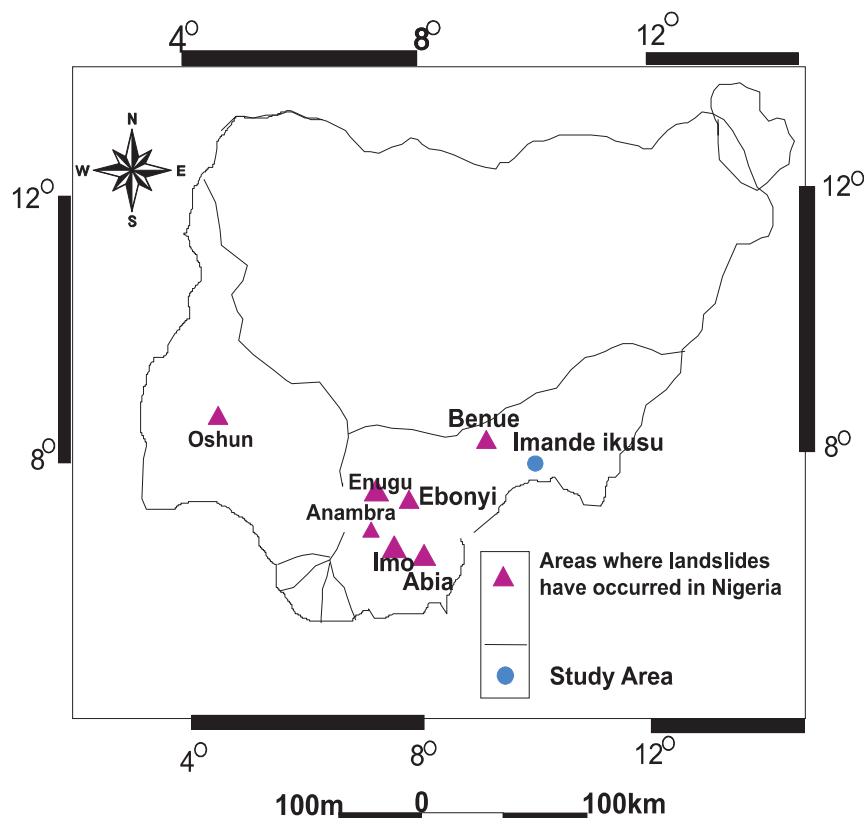 4O
8O
12O
N
W
E
S
12O
12O
Benue
Oshun
Imande ikusu
8O
8O
Enugu
Ebonyi
Anambra
Imo
Abia
Areas where landslides
have occurred in Nigeria
Study Area
4O
8O
12O
100m
0
100km